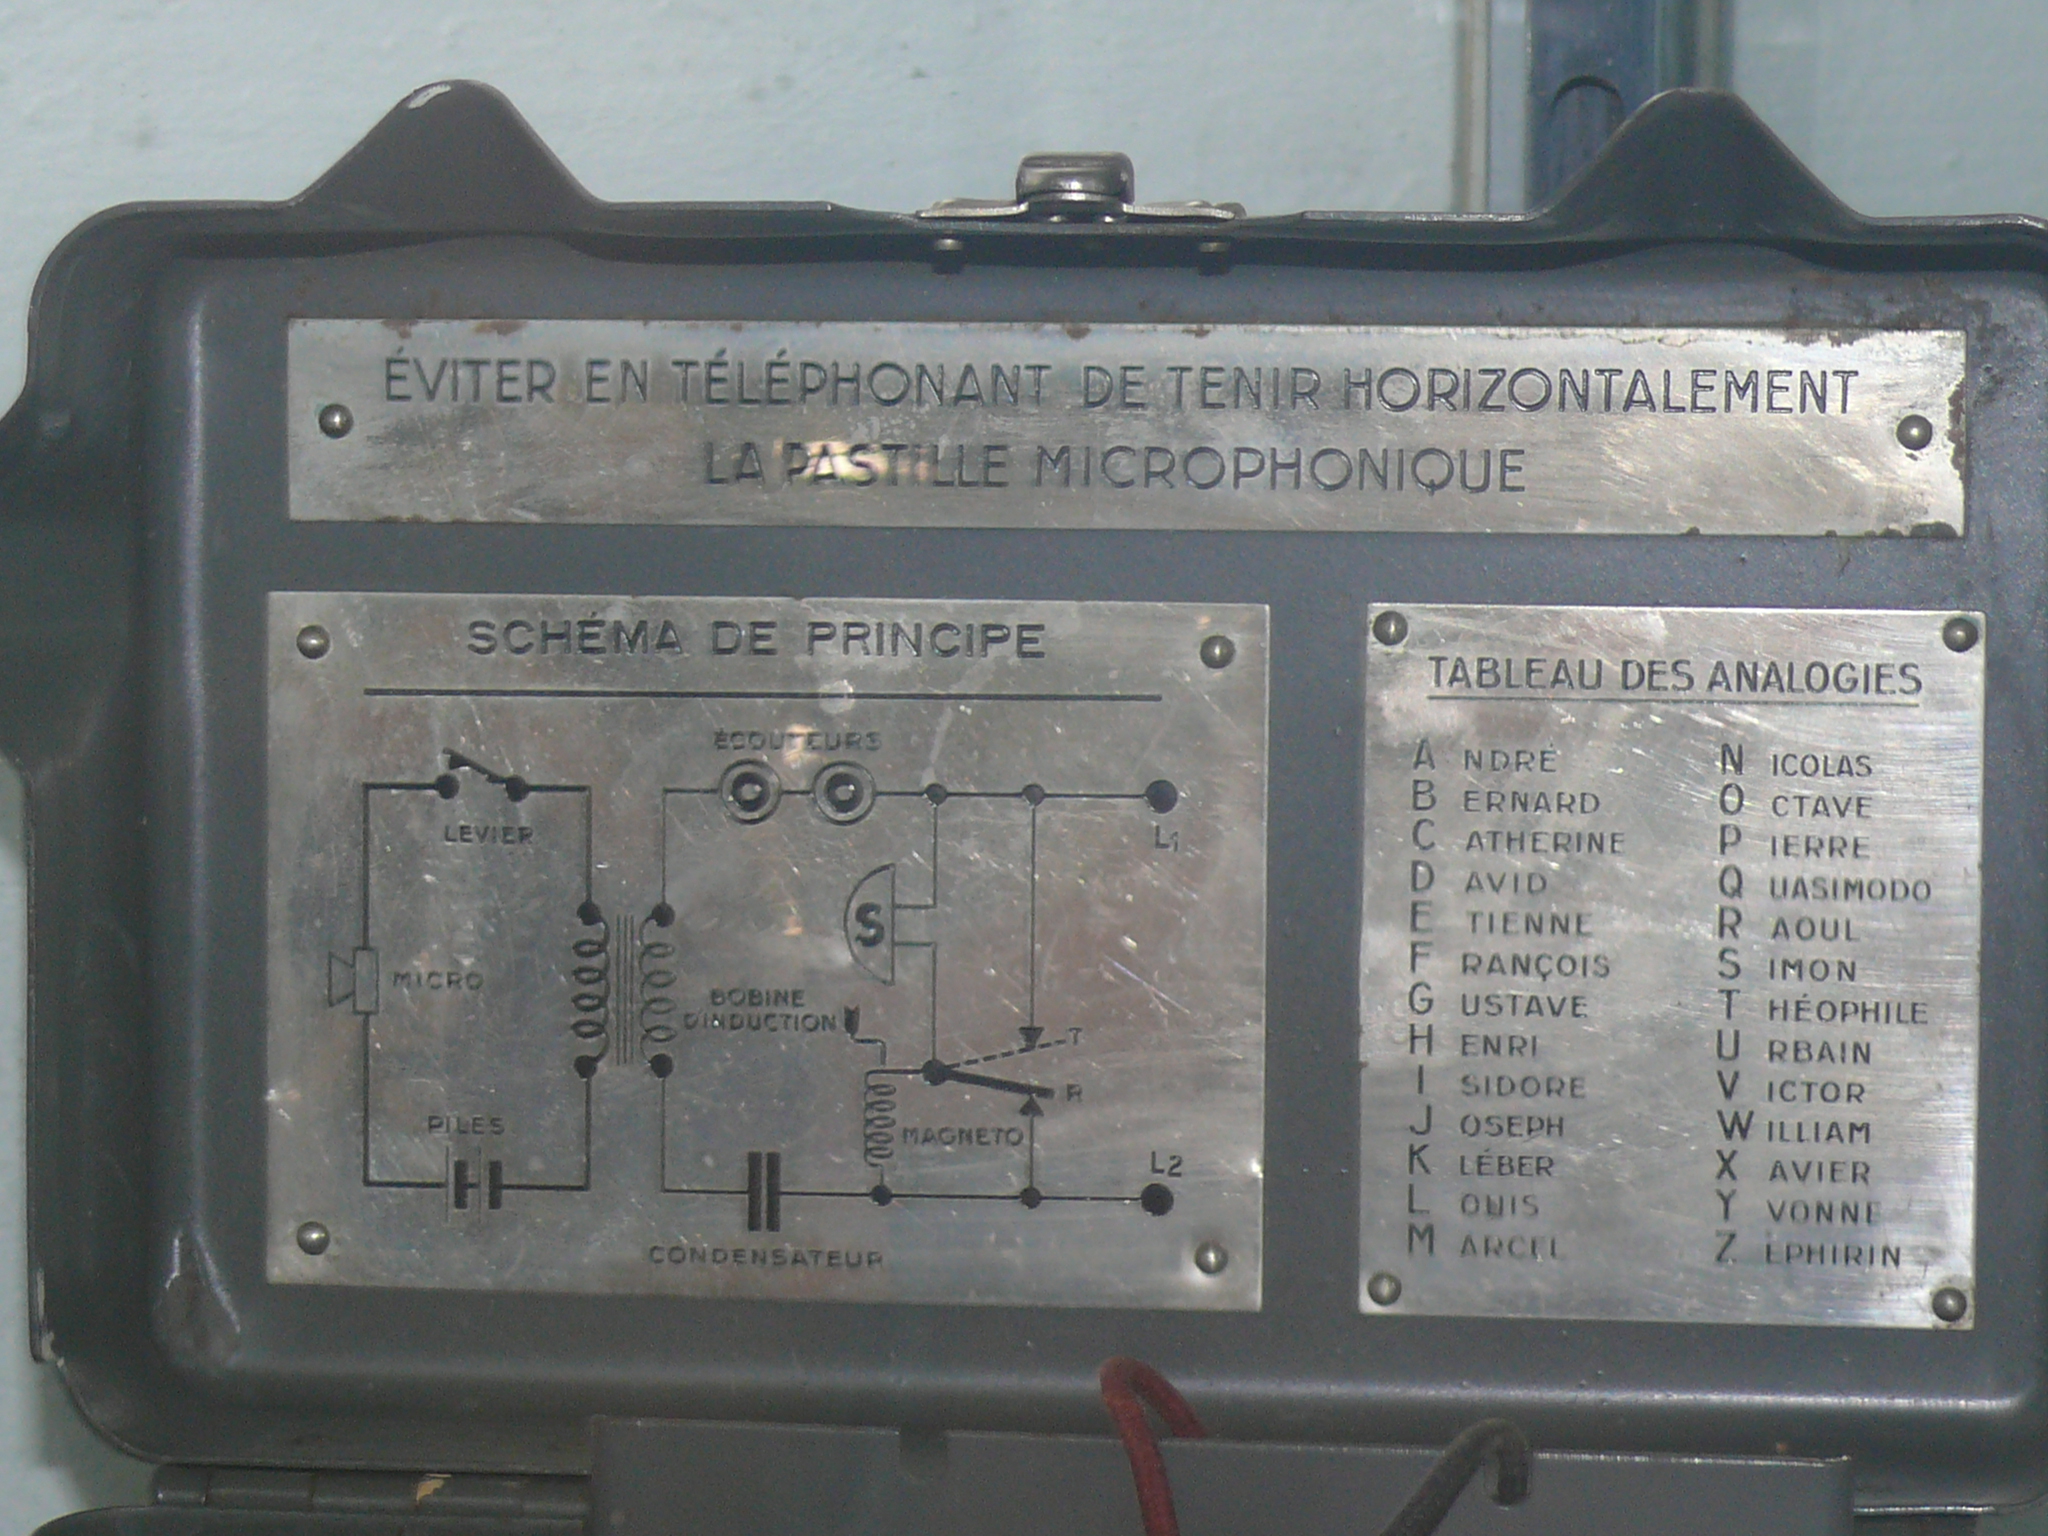 ÉVITER EN TÉLÉPHONANT DE TENIR HORIZONTALEMENT
LA PASTILLE MICROPHONIQUE
SCHÉMA DE PRINCIPE
ÉCOUTEURS
LEVIER
L1
S
MICRO
BOBINE
D'INDUCTION
T
R
PILES
MAGNETO
L2
CONDENSATEUR
TABLEAU DES ANALOGIES
A NDRÉ
B ERNARD
C ATHERINE
D AVID
E TIENNE
F RANÇOIS
G USTAVE
H ENRI
I SIDORE
J OSEPH
K LÉBER
L OUIS
M ARCEL
N ICOLAS
O CTAVE
P IERRE
Q UASIMODO
R AOUL
S IMON
T HÉOPHILE
U RBAIN
V ICTOR
W ILLIAM
X AVIER
Y VONNE
Z ÉPHIRIN